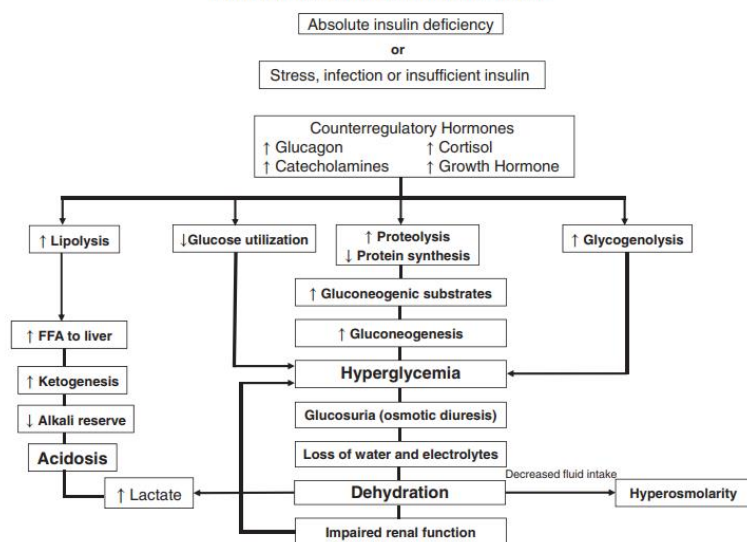 Absolute insulin deficiency
or
Stress, infection or insufficient insulin
Counterregulatory Hormones
↑ Glucagon ↑ Cortisol
↑ Catecholamines ↑ Growth Hormone
↑ Lipolysis
↓Glucose utilization
↑ Proteolysis
↓ Protein synthesis
↑ Glycogenolysis
↑ Gluconeogenic substrates
↑ FFA to liver
↑ Gluconeogenesis
↑ Ketogenesis
Hyperglycemia
↓ Alkali reserve
Glucosuria (osmotic diuresis)
Acidosis
Loss of water and electrolytes
Decreased fluid intake
↑ Lactate
Dehydration
Hyperosmolarity
Impaired renal function